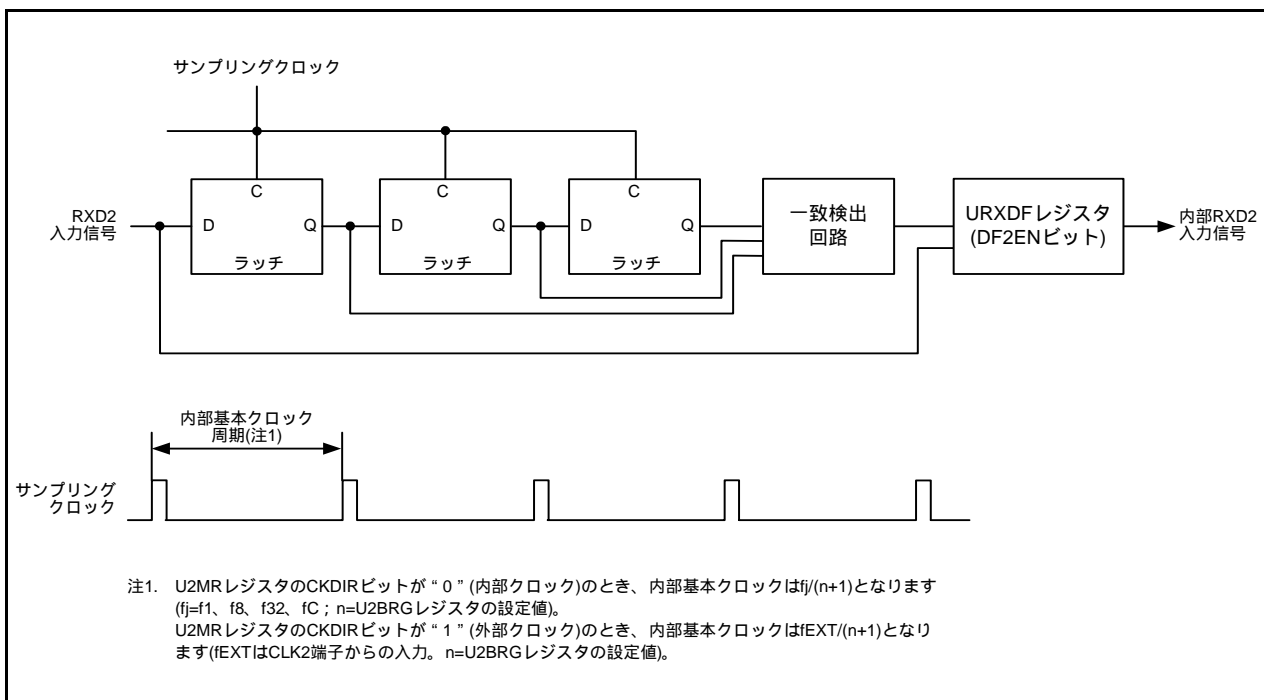 サンプリングクロック
C
C
C
RXD2
入力信号
D
Q
D
Q
D
Q
ラッチ
ラッチ
ラッチ
一致検出
回路
URXDFレジスタ
(DF2ENビット)
内部RXD2
入力信号
内部基本クロック
周期(注1)
サンプリング
クロック
注1. U2MRレジスタのCKDIRビットが“0”(内部クロック)のとき、内部基本クロックはfj/(n+1)となります
(fj=f1、f8、f32、fC;n=U2BRGレジスタの設定値)。
U2MRレジスタのCKDIRビットが“1”(外部クロック)のとき、内部基本クロックはfEXT/(n+1)となり
ます(fEXTはCLK2端子からの入力。n=U2BRGレジスタの設定値)。